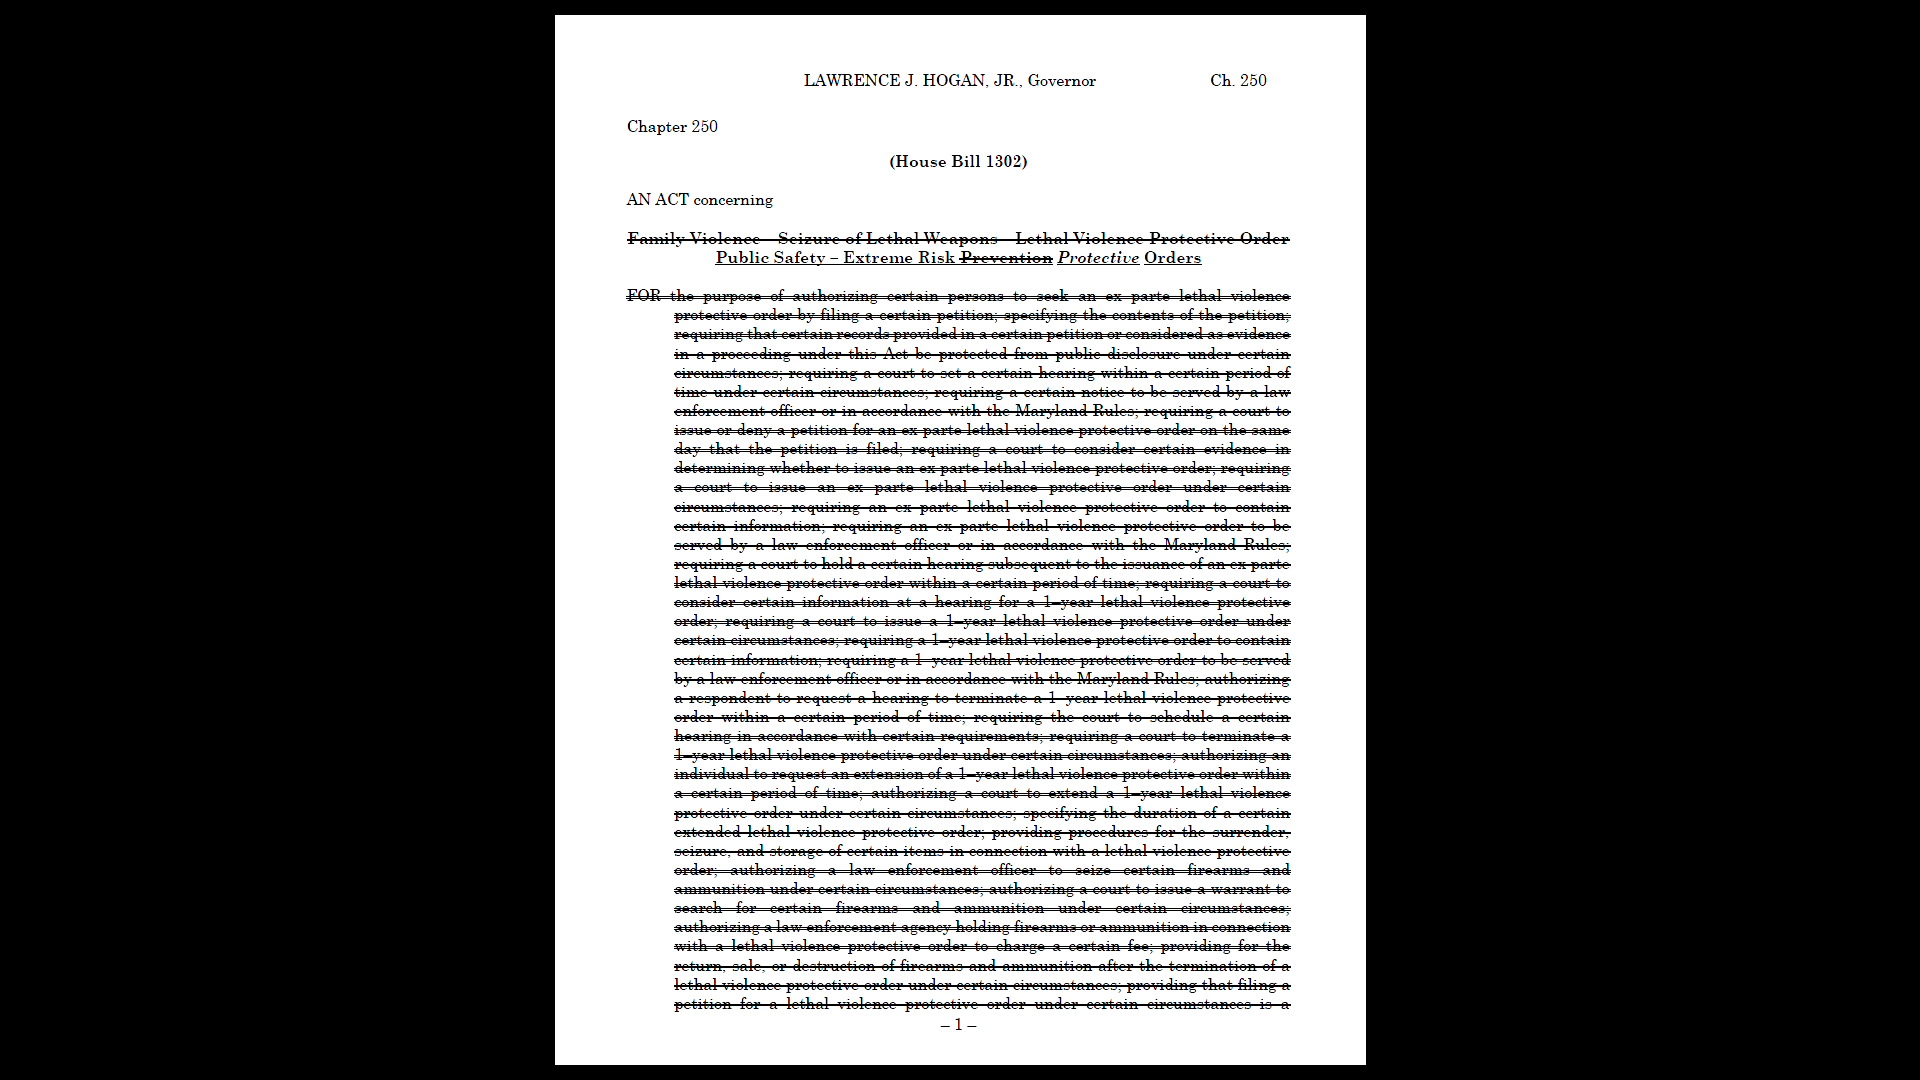 LAWRENCE J. HOGAN, JR., Governor Ch. 250
Chapter 250
(House Bill 1302)
AN ACT concerning
Family Violence – Seizure of Lethal Weapons – Lethal Violence Protective Order
Public Safety – Extreme Risk Prevention Protective Orders
FOR the purpose of authorizing certain persons to seek an ex parte lethal violence
protective order by filing a certain petition; specifying the contents of the petition;
requiring that certain records provided in a certain petition or considered as evidence
in a proceeding under this Act be protected from public disclosure under certain
circumstances; requiring a court to set a certain hearing within a certain period of
time under certain circumstances; requiring a certain notice to be served by a law
enforcement officer or in accordance with the Maryland Rules; requiring a court to
issue or deny a petition for an ex parte lethal violence protective order on the same
day that the petition is filed; requiring a court to consider certain evidence in
determining whether to issue an ex parte lethal violence protective order; requiring
a court to issue an ex parte lethal violence protective order under certain
circumstances; requiring an ex parte lethal violence protective order to contain
certain information; requiring an ex parte lethal violence protective order to be
served by a law enforcement officer or in accordance with the Maryland Rules;
requiring a court to hold a certain hearing subsequent to the issuance of an ex parte
lethal violence protective order within a certain period of time; requiring a court to
consider certain information at a hearing for a 1–year lethal violence protective
order; requiring a court to issue a 1–year lethal violence protective order under
certain circumstances; requiring a 1–year lethal violence protective order to contain
certain information; requiring a 1–year lethal violence protective order to be served
by a law enforcement officer or in accordance with the Maryland Rules; authorizing
a respondent to request a hearing to terminate a 1–year lethal violence protective
order within a certain period of time; requiring the court to schedule a certain
hearing in accordance with certain requirements; requiring a court to terminate a
1–year lethal violence protective order under certain circumstances; authorizing an
individual to request an extension of a 1–year lethal violence protective order within
a certain period of time; authorizing a court to extend a 1–year lethal violence
protective order under certain circumstances; specifying the duration of a certain
extended lethal violence protective order; providing procedures for the surrender,
seizure, and storage of certain items in connection with a lethal violence protective
order; authorizing a law enforcement officer to seize certain firearms and
ammunition under certain circumstances; authorizing a court to issue a warrant to
search for certain firearms and ammunition under certain circumstances;
authorizing a law enforcement agency holding firearms or ammunition in connection
with a lethal violence protective order to charge a certain fee; providing for the
return, sale, or destruction of firearms and ammunition after the termination of a
lethal violence protective order under certain circumstances; providing that filing a
petition for a lethal violence protective order under certain circumstances is a
– 1 –